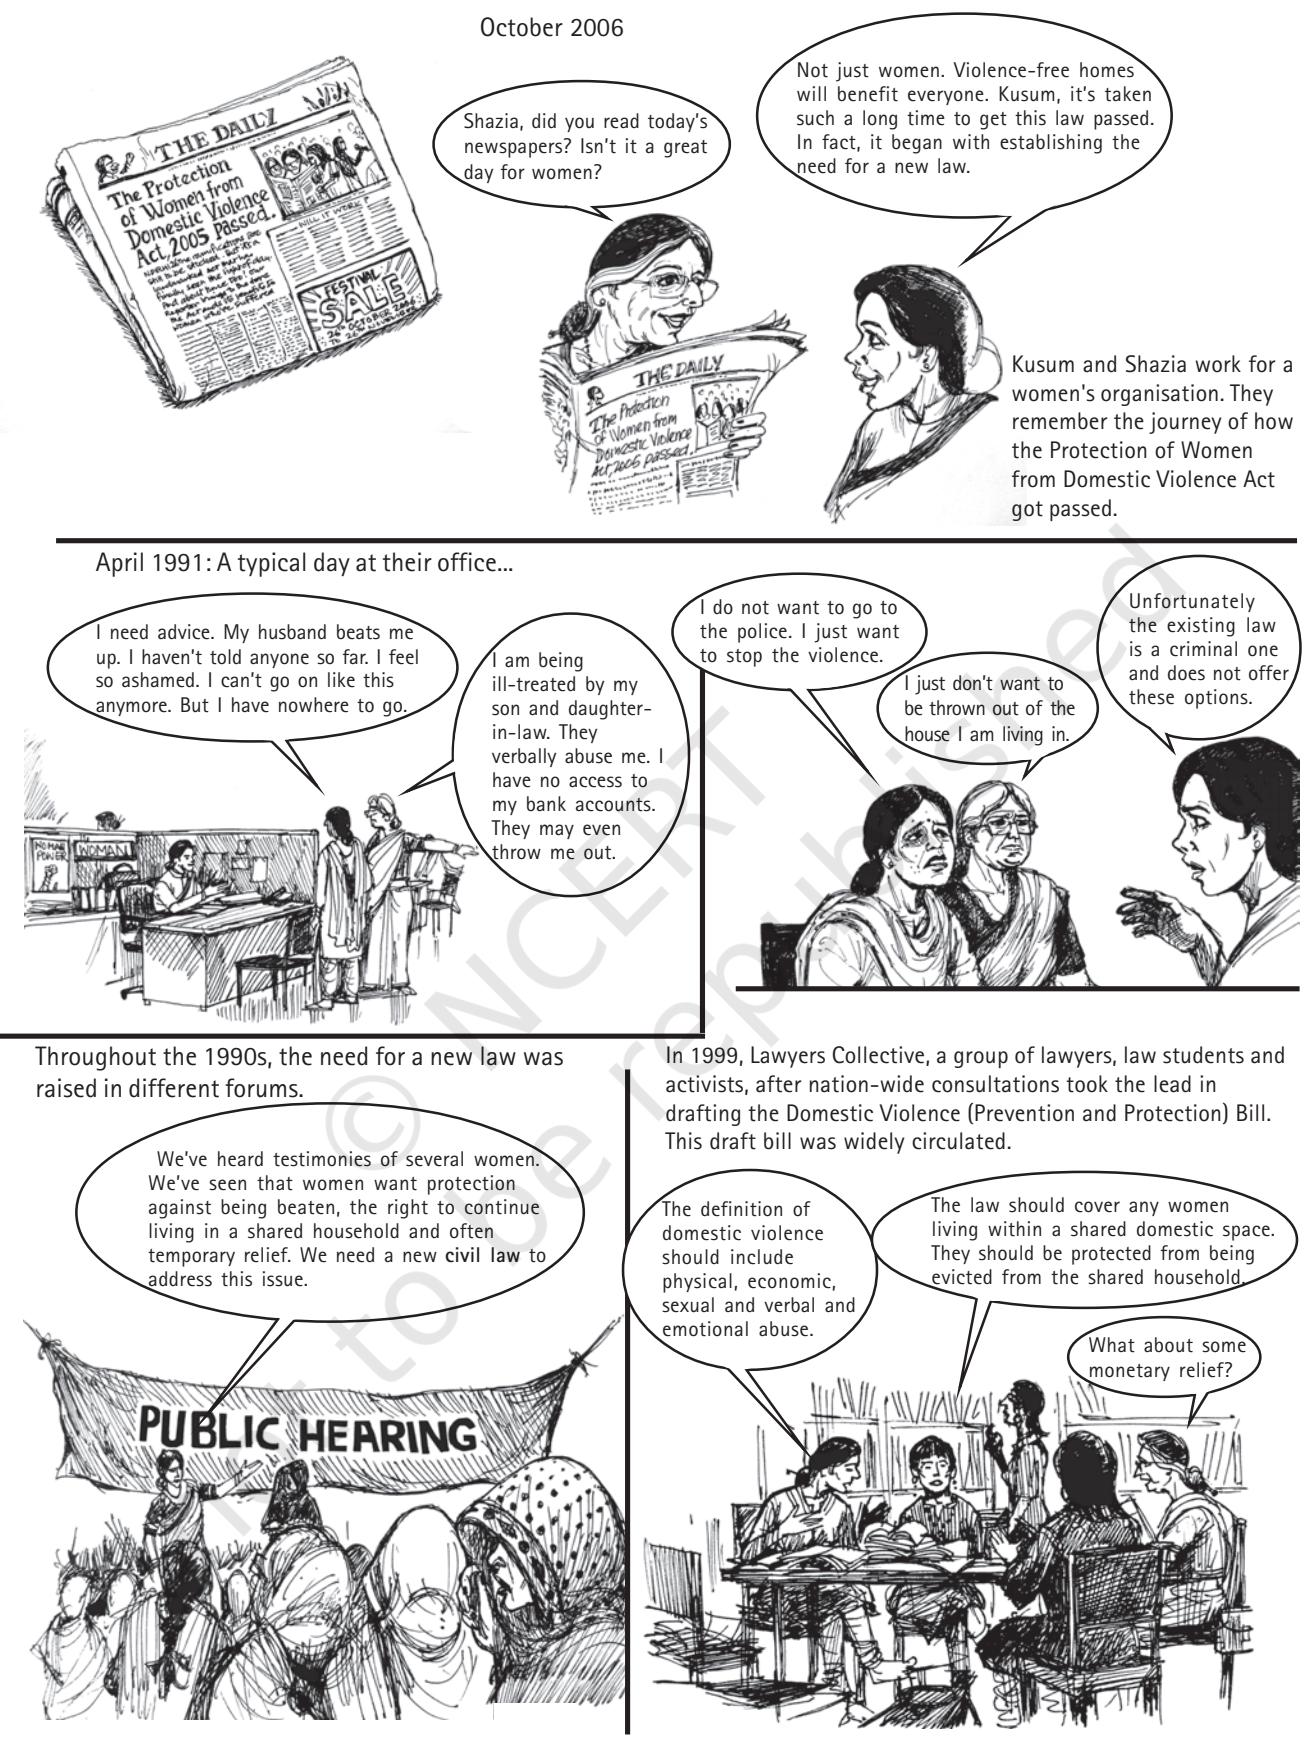 October 2006
THE DAILY
The Protection
of Women from
Domestic Violence
Act, 2005 Passed.
WILL IT WORK?
FESTIVAL
SALE
Shazia, did you read today's
newspapers? Isn't it a great
day for women?
Not just women. Violence-free homes
will benefit everyone. Kusum, it's taken
such a long time to get this law passed.
In fact, it began with establishing the
need for a new law.
THE DAILY
The Protection
of Women from
Domestic Violence
Act, 2005 passed.
Kusum and Shazia work for a
women's organisation. They
remember the journey of how
the Protection of Women
from Domestic Violence Act
got passed.
April 1991: A typical day at their office...
I need advice. My husband beats me
up. I haven't told anyone so far. I feel
so ashamed. I can't go on like this
anymore. But I have nowhere to go.
I am being
ill-treated by my
son and daughter-
in-law. They
verbally abuse me. I
have no access to
my bank accounts.
They may even
throw me out.
POWER
WOMAN
I do not want to go to
the police. I just want
to stop the violence.
I just don't want to
be thrown out of the
house I am living in.
Unfortunately
the existing law
is a criminal one
and does not offer
these options.
Throughout the 1990s, the need for a new law was
raised in different forums.
We've heard testimonies of several women.
We've seen that women want protection
against being beaten, the right to continue
living in a shared household and often
temporary relief. We need a new civil law to
address this issue.
PUBLIC HEARING
In 1999, Lawyers Collective, a group of lawyers, law students and
activists, after nation-wide consultations took the lead in
drafting the Domestic Violence (Prevention and Protection) Bill.
This draft bill was widely circulated.
The definition of
domestic violence
should include
physical, economic,
sexual and verbal and
emotional abuse.
The law should cover any women
living within a shared domestic space.
They should be protected from being
evicted from the shared household.
What about some
monetary relief?
© NCERT
not to be republished